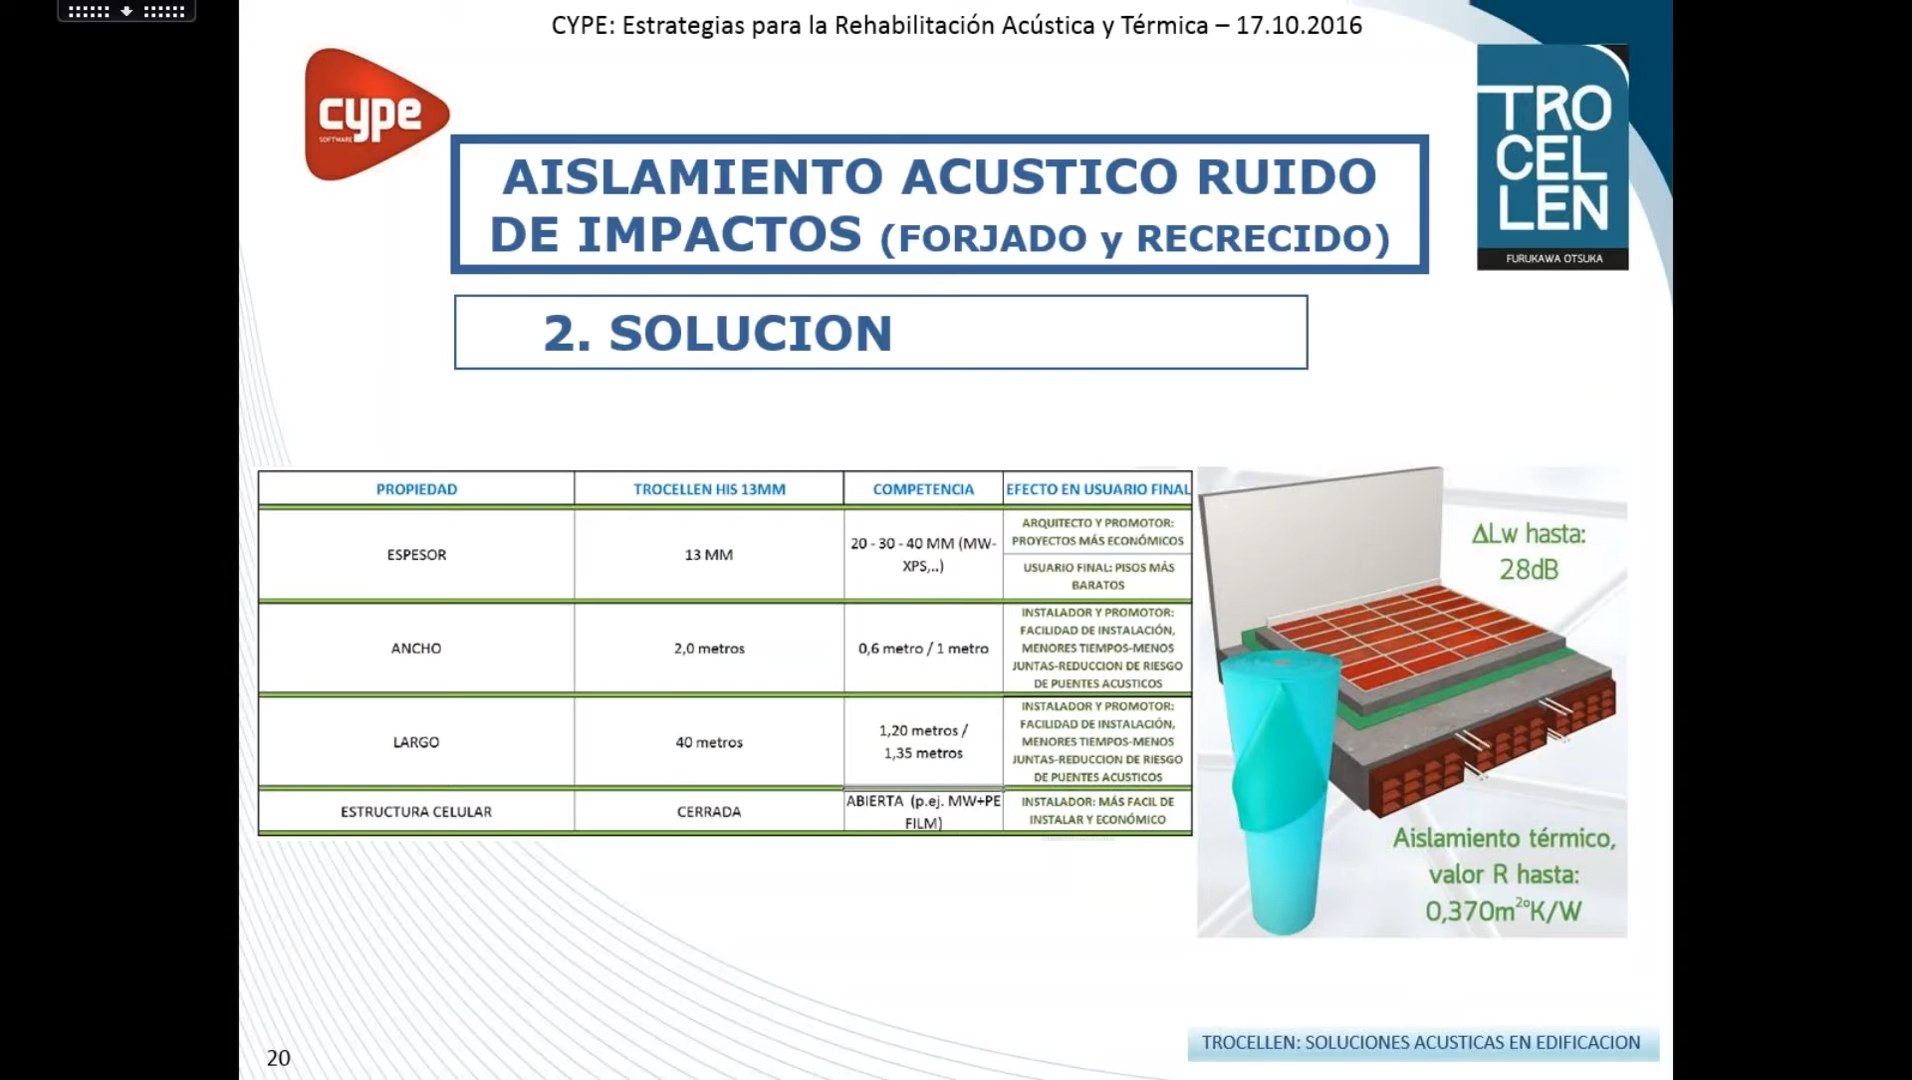 CYPE: Estrategias para la Rehabilitación Acústica y Térmica – 17.10.2016
cype
SOFTWARE
TRO
CEL
LEN
FURUKAWA OTSUKA
AISLAMIENTO ACUSTICO RUIDO
DE IMPACTOS (FORJADO y RECRECIDO)
2. SOLUCION
PROPIEDAD TROCELLEN HIS 13MM COMPETENCIA EFECTO EN USUARIO FINAL
ESPESOR
13 MM
20 - 30 - 40 MM (MW-
XPS,..)
ARQUITECTO Y PROMOTOR:
PROYECTOS MÁS ECONÓMICOS
USUARIO FINAL: PISOS MÁS
BARATOS
ANCHO
2,0 metros
0,6 metro / 1 metro
INSTALADOR Y PROMOTOR:
FACILIDAD DE INSTALACIÓN,
MENORES TIEMPOS-MENOS
JUNTAS-REDUCCION DE RIESGO
DE PUENTES ACUSTICOS
LARGO
40 metros
1,20 metros /
1,35 metros
INSTALADOR Y PROMOTOR:
FACILIDAD DE INSTALACIÓN,
MENORES TIEMPOS-MENOS
JUNTAS-REDUCCION DE RIESGO
DE PUENTES ACUSTICOS
ESTRUCTURA CELULAR
CERRADA
ABIERTA (p.ej. MW+PE
FILM)
INSTALADOR: MÁS FACIL DE
INSTALAR Y ECONÓMICO
ΔLw hasta:
28dB
Aislamiento térmico,
valor R hasta:
0,370m²°K/W
TROCELLEN: SOLUCIONES ACUSTICAS EN EDIFICACION
20